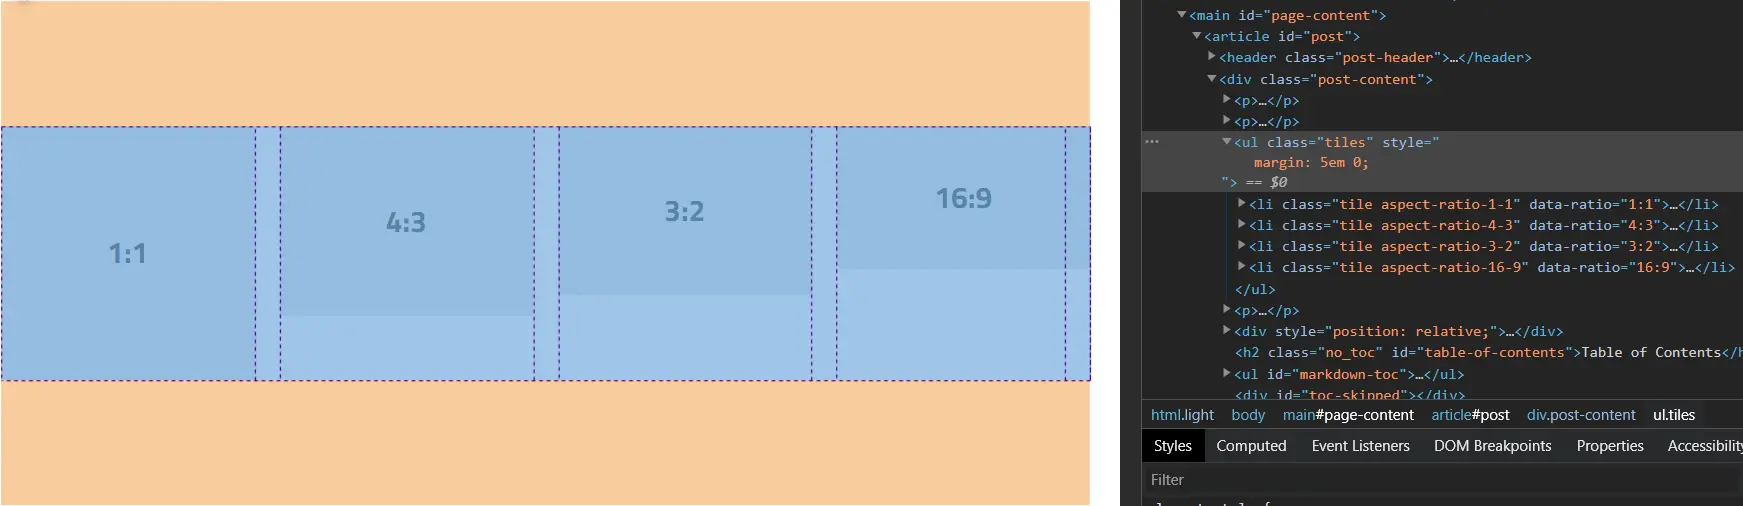 1:1
4:3
3:2
16:9
<main id="page-content">
<article id="post">
<header class="post-header">…</header>
<div class="post-content">
<p>…</p>
<p>…</p>
<ul class="tiles" style="
margin: 5em 0;
"> == $0
<li class="tile aspect-ratio-1-1" data-ratio="1:1">…</li>
<li class="tile aspect-ratio-4-3" data-ratio="4:3">…</li>
<li class="tile aspect-ratio-3-2" data-ratio="3:2">…</li>
<li class="tile aspect-ratio-16-9" data-ratio="16:9">…</li>
</ul>
<p>…</p>
<div style="position: relative;">…</div>
<h2 class="no_toc" id="table-of-contents">Table of Contents</h
<ul id="markdown-toc">…</ul>
<div id="toc-skipped"></div>
html.light body main#page-content article#post div.post-content ul.tiles
Styles Computed Event Listeners DOM Breakpoints Properties Accessibility
Filter